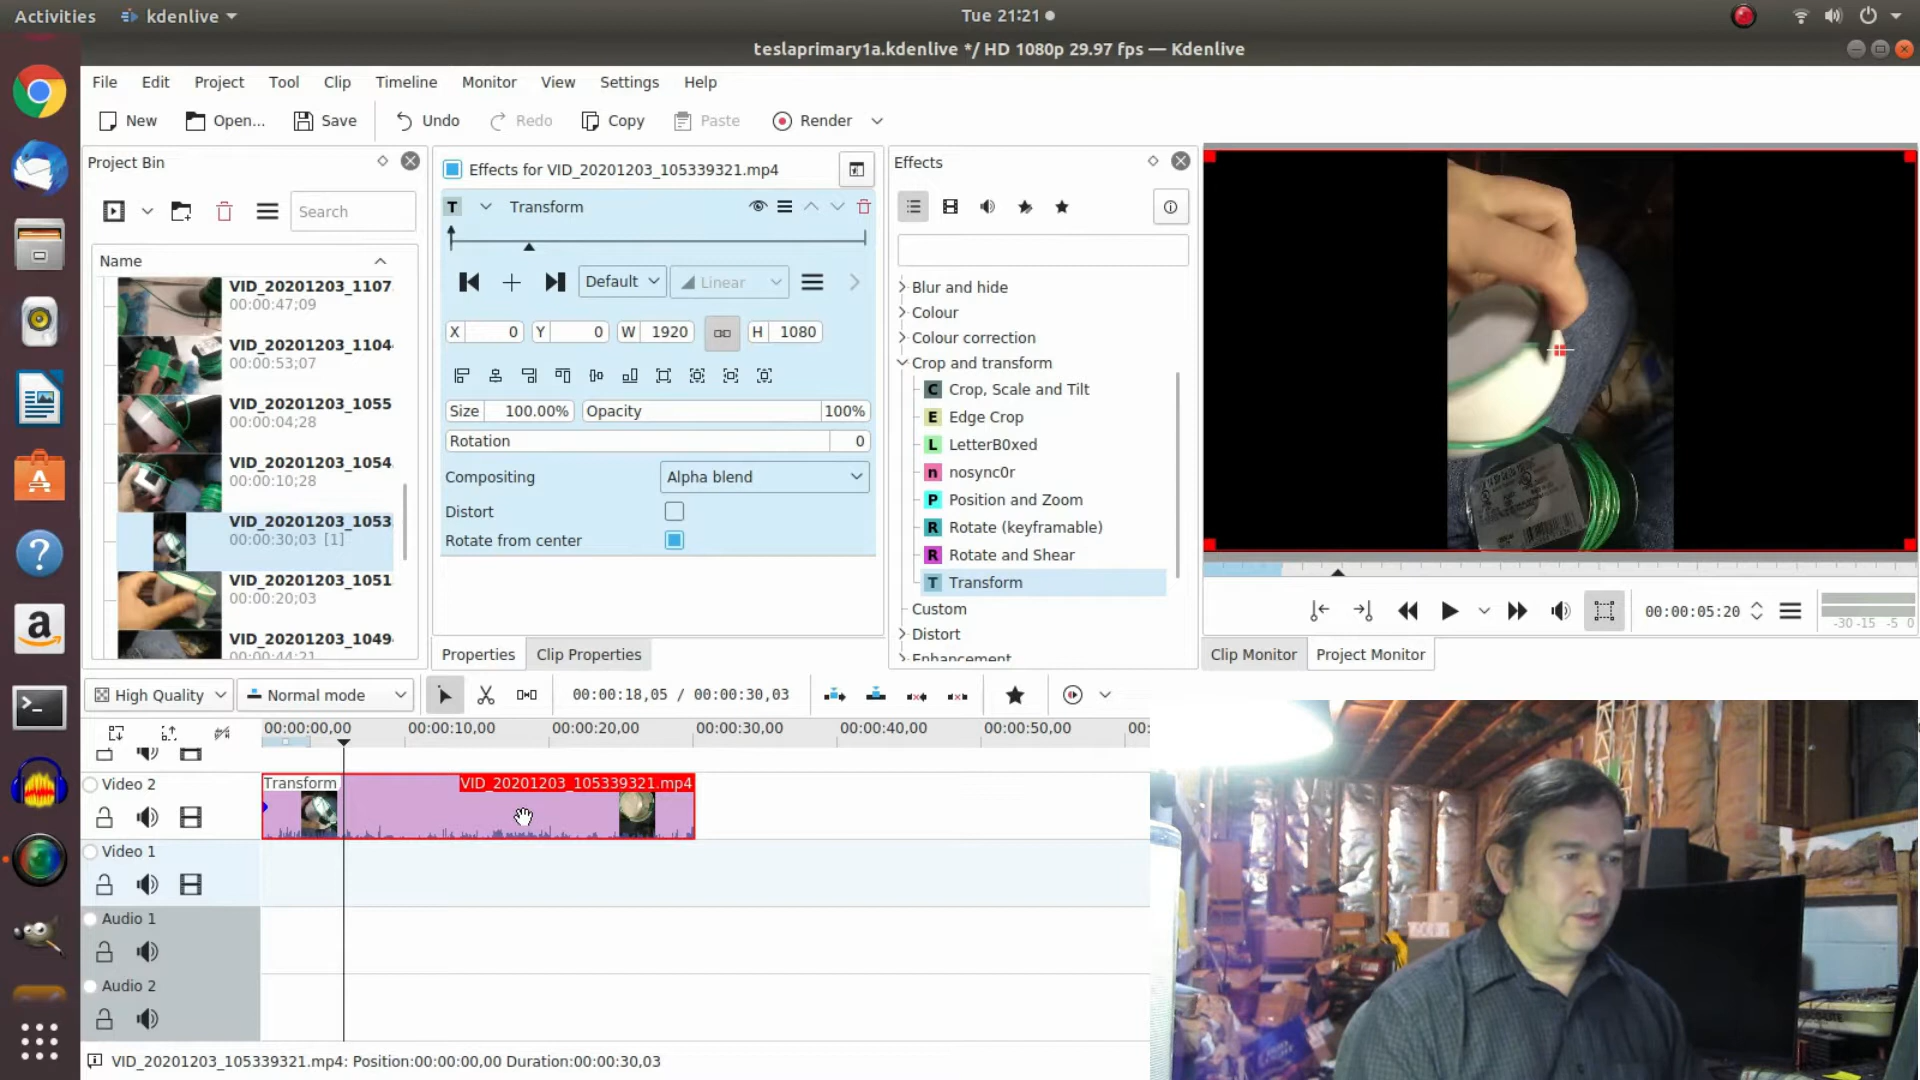 Activities
kdenlive
Tue 21:21
teslaprimary1a.kdenlive */ HD 1080p 29.97 fps — Kdenlive
File Edit Project Tool Clip Timeline Monitor View Settings Help
New Open... Save Undo Redo Copy Paste Render
Project Bin
Search
Name
VID_20201203_1107
00:00:47;09
VID_20201203_1104
00:00:53;07
VID_20201203_1055
00:00:04;28
VID_20201203_1054
00:00:10;28
VID_20201203_1053
00:00:30;03 [1]
VID_20201203_1051
00:00:20;03
VID_20201203_1049
00:00:44;21
Effects for VID_20201203_105339321.mp4
T Transform
Default Linear
X 0 Y 0 W 1920 H 1080
Size 100.00% Opacity 100%
Rotation 0
Compositing Alpha blend
Distort
Rotate from center
Properties Clip Properties
Effects
Blur and hide
Colour
Colour correction
Crop and transform
C Crop, Scale and Tilt
E Edge Crop
L LetterB0xed
n nosync0r
P Position and Zoom
R Rotate (keyframable)
R Rotate and Shear
T Transform
Custom
Distort
Enhancement
00:00:05:20
-30 -15 -5 0
Clip Monitor Project Monitor
High Quality Normal mode 00:00:18,05 / 00:00:30,03
00:00:00,00 00:00:10,00 00:00:20,00 00:00:30,00 00:00:40,00 00:00:50,00 00:
Video 2
Transform VID_20201203_105339321.mp4
Video 1
Audio 1
Audio 2
VID_20201203_105339321.mp4: Position:00:00:00,00 Duration:00:00:30,03